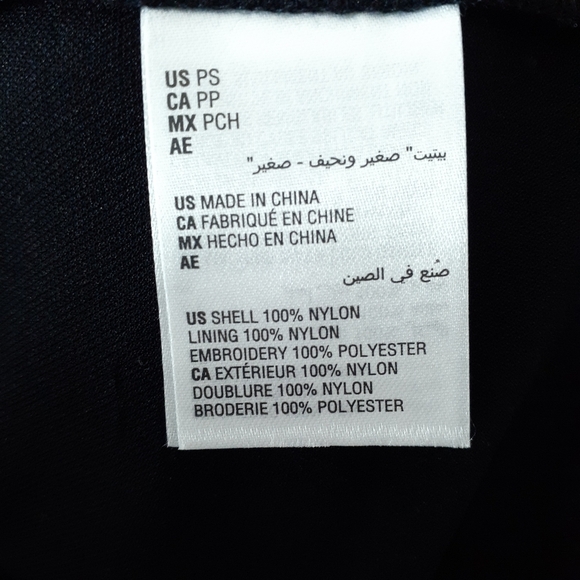 US PS
CA PP
MX PCH
AE
بيتيت" صغير ونحيف - صغير"
US MADE IN CHINA
CA FABRIQUÉ EN CHINE
MX HECHO EN CHINA
AE
صُنع في الصين
US SHELL 100% NYLON
LINING 100% NYLON
EMBROIDERY 100% POLYESTER
CA EXTÉRIEUR 100% NYLON
DOUBLURE 100% NYLON
BRODERIE 100% POLYESTER